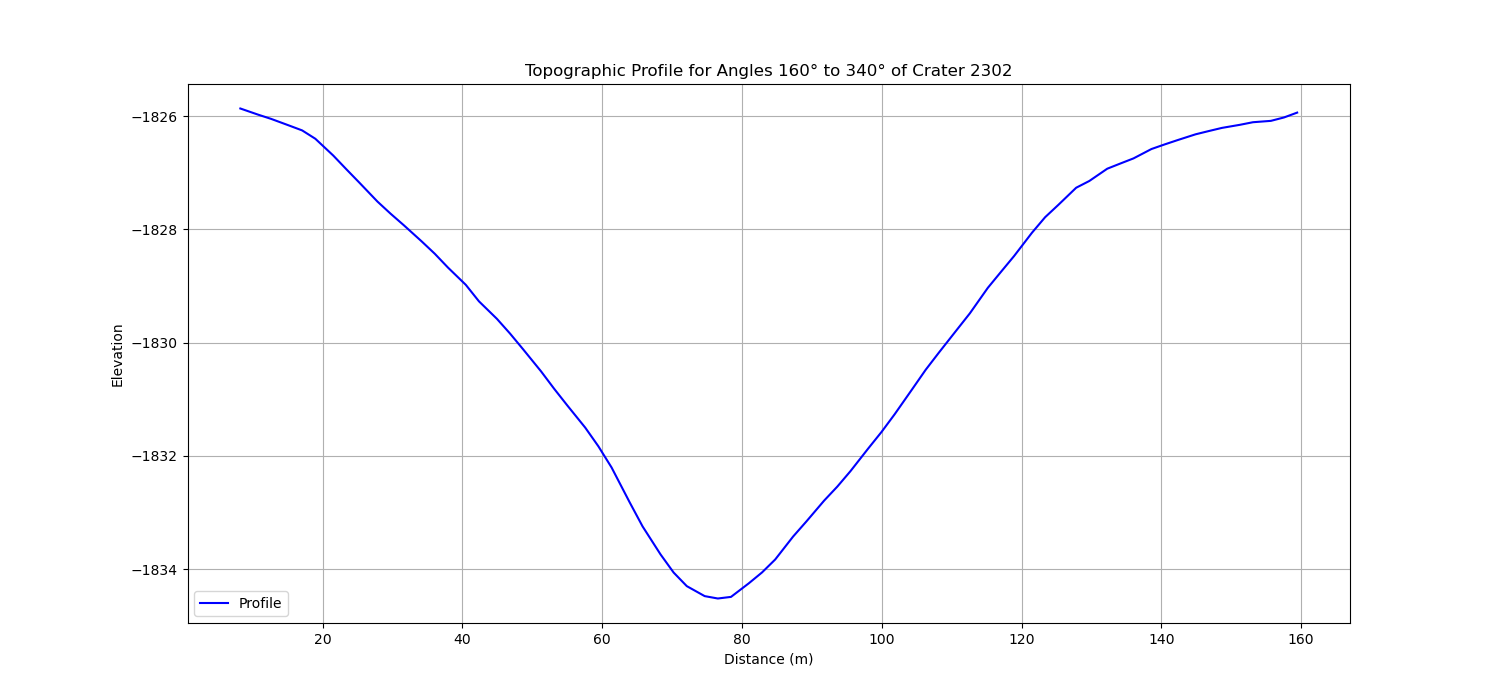 Topographic Profile for Angles 160° to 340° of Crater 2302
Elevation
−1826
−1828
−1830
−1832
−1834
Profile
20 40 60 80 100 120 140 160
Distance (m)